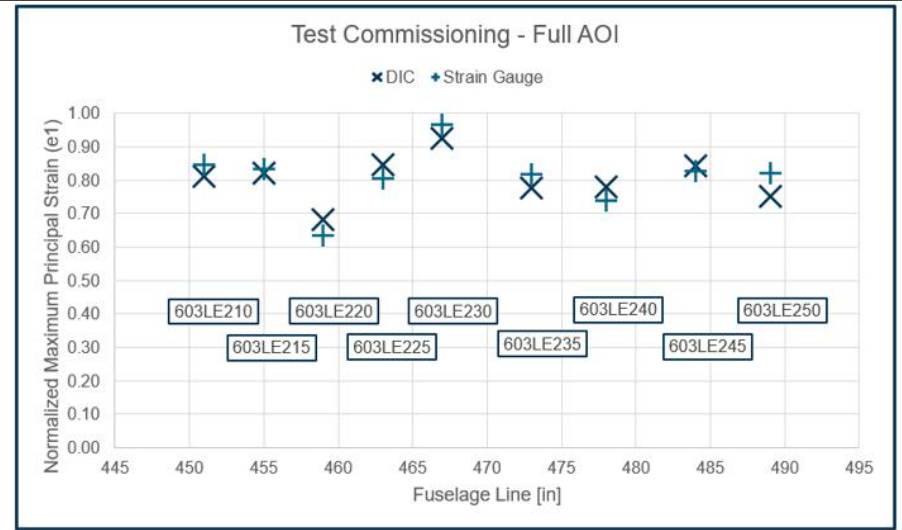 Test Commissioning - Full AOI
DIC Strain Gauge
Normalized Maximum Principal Strain (e1)
1.00
0.90
0.80
0.70
0.60
0.50
0.40
0.30
0.20
0.10
0.00
603LE210 603LE220 603LE230 603LE240 603LE250
603LE215 603LE225 603LE235 603LE245
445 450 455 460 465 470 475 480 485 490 495
Fuselage Line [in]